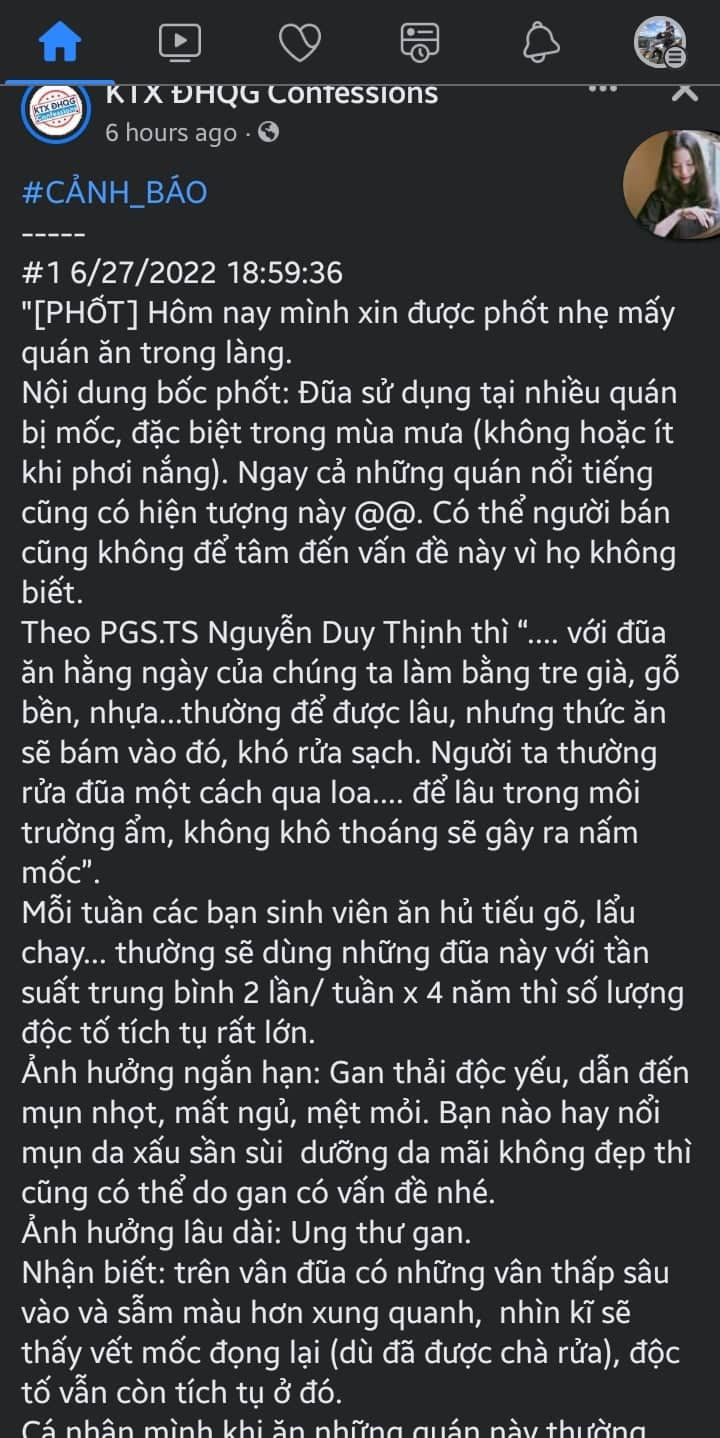 KTX ĐHQG Confessions
KTX ĐHQG
Confessions
6 hours ago ·
#CẢNH_BÁO
-----
#1 6/27/2022 18:59:36
"[PHỐT] Hôm nay mình xin được phốt nhẹ mấy
quán ăn trong làng.
Nội dung bốc phốt: Đũa sử dụng tại nhiều quán
bị mốc, đặc biệt trong mùa mưa (không hoặc ít
khi phơi nắng). Ngay cả những quán nổi tiếng
cũng có hiện tượng này @@. Có thể người bán
cũng không để tâm đến vấn đề này vì họ không
biết.
Theo PGS.TS Nguyễn Duy Thịnh thì “.... với đũa
ăn hằng ngày của chúng ta làm bằng tre già, gỗ
bền, nhựa...thường để được lâu, nhưng thức ăn
sẽ bám vào đó, khó rửa sạch. Người ta thường
rửa đũa một cách qua loa.... để lâu trong môi
trường ẩm, không khô thoáng sẽ gây ra nấm
mốc”.
Mỗi tuần các bạn sinh viên ăn hủ tiếu gõ, lẩu
chay... thường sẽ dùng những đũa này với tần
suất trung bình 2 lần/ tuần x 4 năm thì số lượng
độc tố tích tụ rất lớn.
Ảnh hưởng ngắn hạn: Gan thải độc yếu, dẫn đến
mụn nhọt, mất ngủ, mệt mỏi. Bạn nào hay nổi
mụn da xấu sần sùi  dưỡng da mãi không đẹp thì
cũng có thể do gan có vấn đề nhé.
Ảnh hưởng lâu dài: Ung thư gan.
Nhận biết: trên vân đũa có những vân thấp sâu
vào và sẫm màu hơn xung quanh,  nhìn kĩ sẽ
thấy vết mốc đọng lại (dù đã được chà rửa), độc
tố vẫn còn tích tụ ở đó.
Cá nhân mình khi ăn những quán này thường